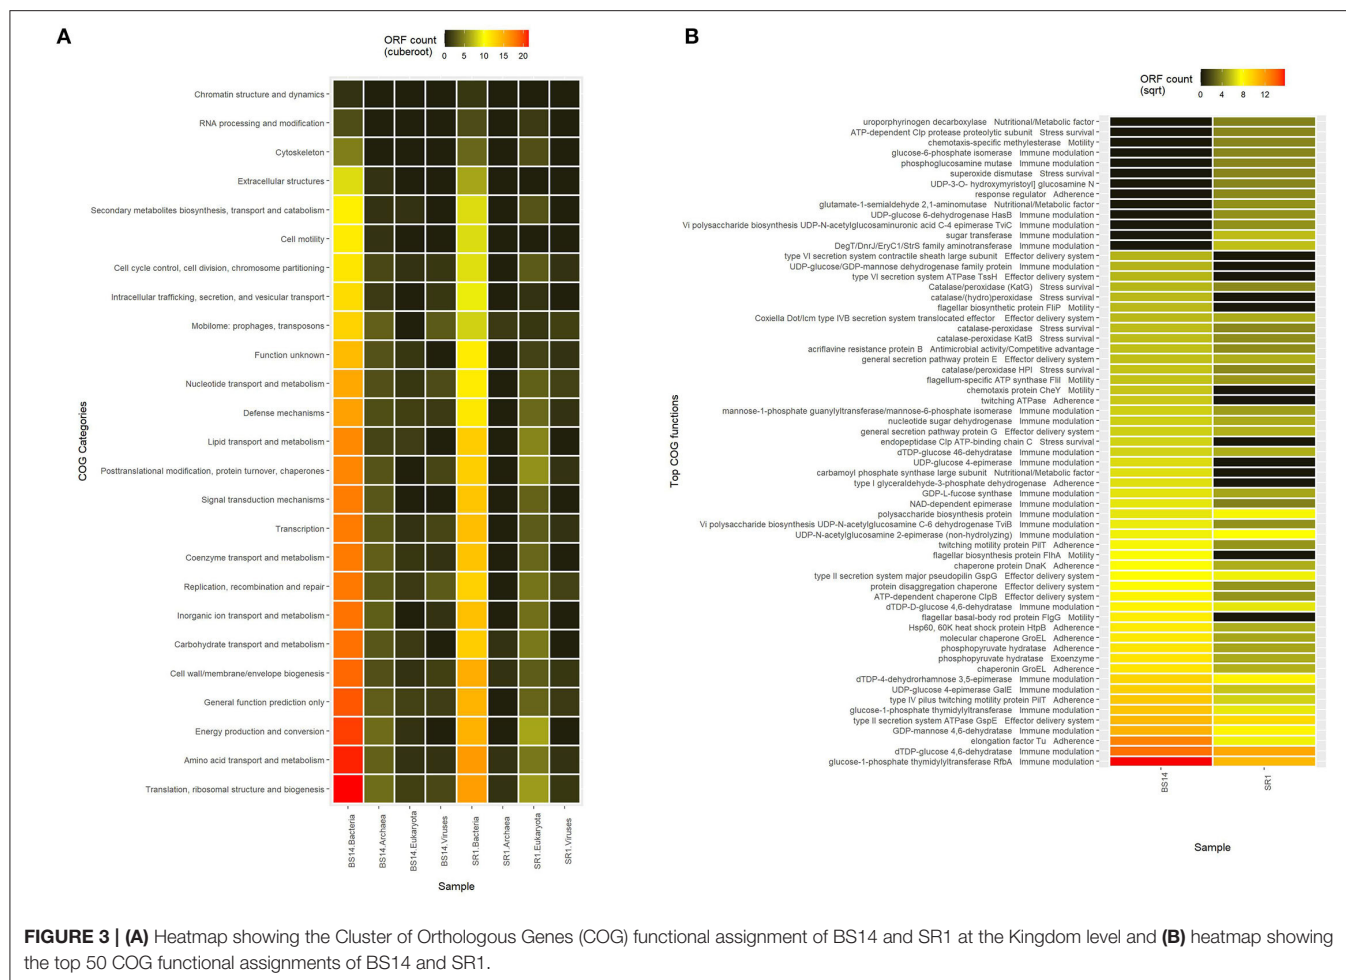 A
ORF count
(cuberoot)
0 5 10 15 20
COG Categories
Chromatin structure and dynamics
RNA processing and modification
Cytoskeleton
Extracellular structures
Secondary metabolites biosynthesis, transport and catabolism
Cell motility
Cell cycle control, cell division, chromosome partitioning
Intracellular trafficking, secretion, and vesicular transport
Mobilome: prophages, transposons
Function unknown
Nucleotide transport and metabolism
Defense mechanisms
Lipid transport and metabolism
Posttranslational modification, protein turnover, chaperones
Signal transduction mechanisms
Transcription
Coenzyme transport and metabolism
Replication, recombination and repair
Inorganic ion transport and metabolism
Carbohydrate transport and metabolism
Cell wall/membrane/envelope biogenesis
General function prediction only
Energy production and conversion
Amino acid transport and metabolism
Translation, ribosomal structure and biogenesis
BS14.Bacteria
BS14.Archaea
BS14.Eukaryota
BS14.Viruses
SR1.Bacteria
SR1.Archaea
SR1.Eukaryota
SR1.Viruses
Sample
B
ORF count
(sqrt)
0 4 8 12
Top COG functions
uroporphyrinogen decarboxylase Nutritional/Metabolic factor
ATP-dependent Clp protease proteolytic subunit Stress survival
chemotaxis-specific methylesterase Motility
glucose-6-phosphate isomerase Immune modulation
phosphoglucosamine mutase Immune modulation
superoxide dismutase Stress survival
UDP-3-O- hydroxymyristoyl] glucosamine N
response regulator Adherence
glutamate-1-semialdehyde 2,1-aminomutase Nutritional/Metabolic factor
UDP-glucose 6-dehydrogenase HasB Immune modulation
Vi polysaccharide biosynthesis UDP-N-acetylglucosaminuronic acid C-4 epimerase TviC Immune modulation
sugar transferase Immune modulation
DegT/DnrJ/EryC1/StrS family aminotransferase Immune modulation
type VI secretion system contractile sheath large subunit Effector delivery system
UDP-glucose/GDP-mannose dehydrogenase family protein Immune modulation
type VI secretion system ATPase TssH Effector delivery system
Catalase/peroxidase (KatG) Stress survival
catalase/(hydro)peroxidase Stress survival
flagellar biosynthetic protein FliP Motility
Coxiella Dot/Icm type IVB secretion system translocated effector Effector delivery system
catalase-peroxidase Stress survival
catalase-peroxidase KatB Stress survival
acriflavine resistance protein B Antimicrobial activity/Competitive advantage
general secretion pathway protein E Effector delivery system
catalase/peroxidase HPI Stress survival
flagellum-specific ATP synthase FliI Motility
chemotaxis protein CheY Motility
twitching ATPase Adherence
mannose-1-phosphate guanylyltransferase/mannose-6-phosphate isomerase Immune modulation
nucleotide sugar dehydrogenase Immune modulation
general secretion pathway protein G Effector delivery system
endopeptidase Clp ATP-binding chain C Stress survival
dTDP-glucose 46-dehydratase Immune modulation
UDP-glucose 4-epimerase Immune modulation
carbamoyl phosphate synthase large subunit Nutritional/Metabolic factor
type I glyceraldehyde-3-phosphate dehydrogenase Adherence
GDP-L-fucose synthase Immune modulation
NAD-dependent epimerase Immune modulation
polysaccharide biosynthesis protein Immune modulation
Vi polysaccharide biosynthesis UDP-N-acetylglucosamine C-6 dehydrogenase TviB Immune modulation
UDP-N-acetylglucosamine 2-epimerase (non-hydrolyzing) Immune modulation
twitching motility protein PilT Adherence
flagellar biosynthesis protein FlhA Motility
chaperone protein DnaK Adherence
type II secretion system major pseudopilin GspG Effector delivery system
protein disaggregation chaperone Effector delivery system
ATP-dependent chaperone ClpB Effector delivery system
dTDP-D-glucose 4,6-dehydratase Immune modulation
flagellar basal-body rod protein FlgG Motility
Hsp60, 60K heat shock protein HtpB Adherence
molecular chaperone GroEL Adherence
phosphopyruvate hydratase Adherence
phosphopyruvate hydratase Exoenzyme
chaperonin GroEL Adherence
dTDP-4-dehydrorhamnose 3,5-epimerase Immune modulation
UDP-glucose 4-epimerase GalE Immune modulation
type IV pilus twitching motility protein PilT Adherence
glucose-1-phosphate thymidylyltransferase Immune modulation
type II secretion system ATPase GspE Effector delivery system
GDP-mannose 4,6-dehydratase Immune modulation
elongation factor Tu Adherence
dTDP-glucose 4,6-dehydratase Immune modulation
glucose-1-phosphate thymidylyltransferase RfbA Immune modulation
BS14
SR1
Sample
FIGURE 3 | (A) Heatmap showing the Cluster of Orthologous Genes (COG) functional assignment of BS14 and SR1 at the Kingdom level and (B) heatmap showing
the top 50 COG functional assignments of BS14 and SR1.